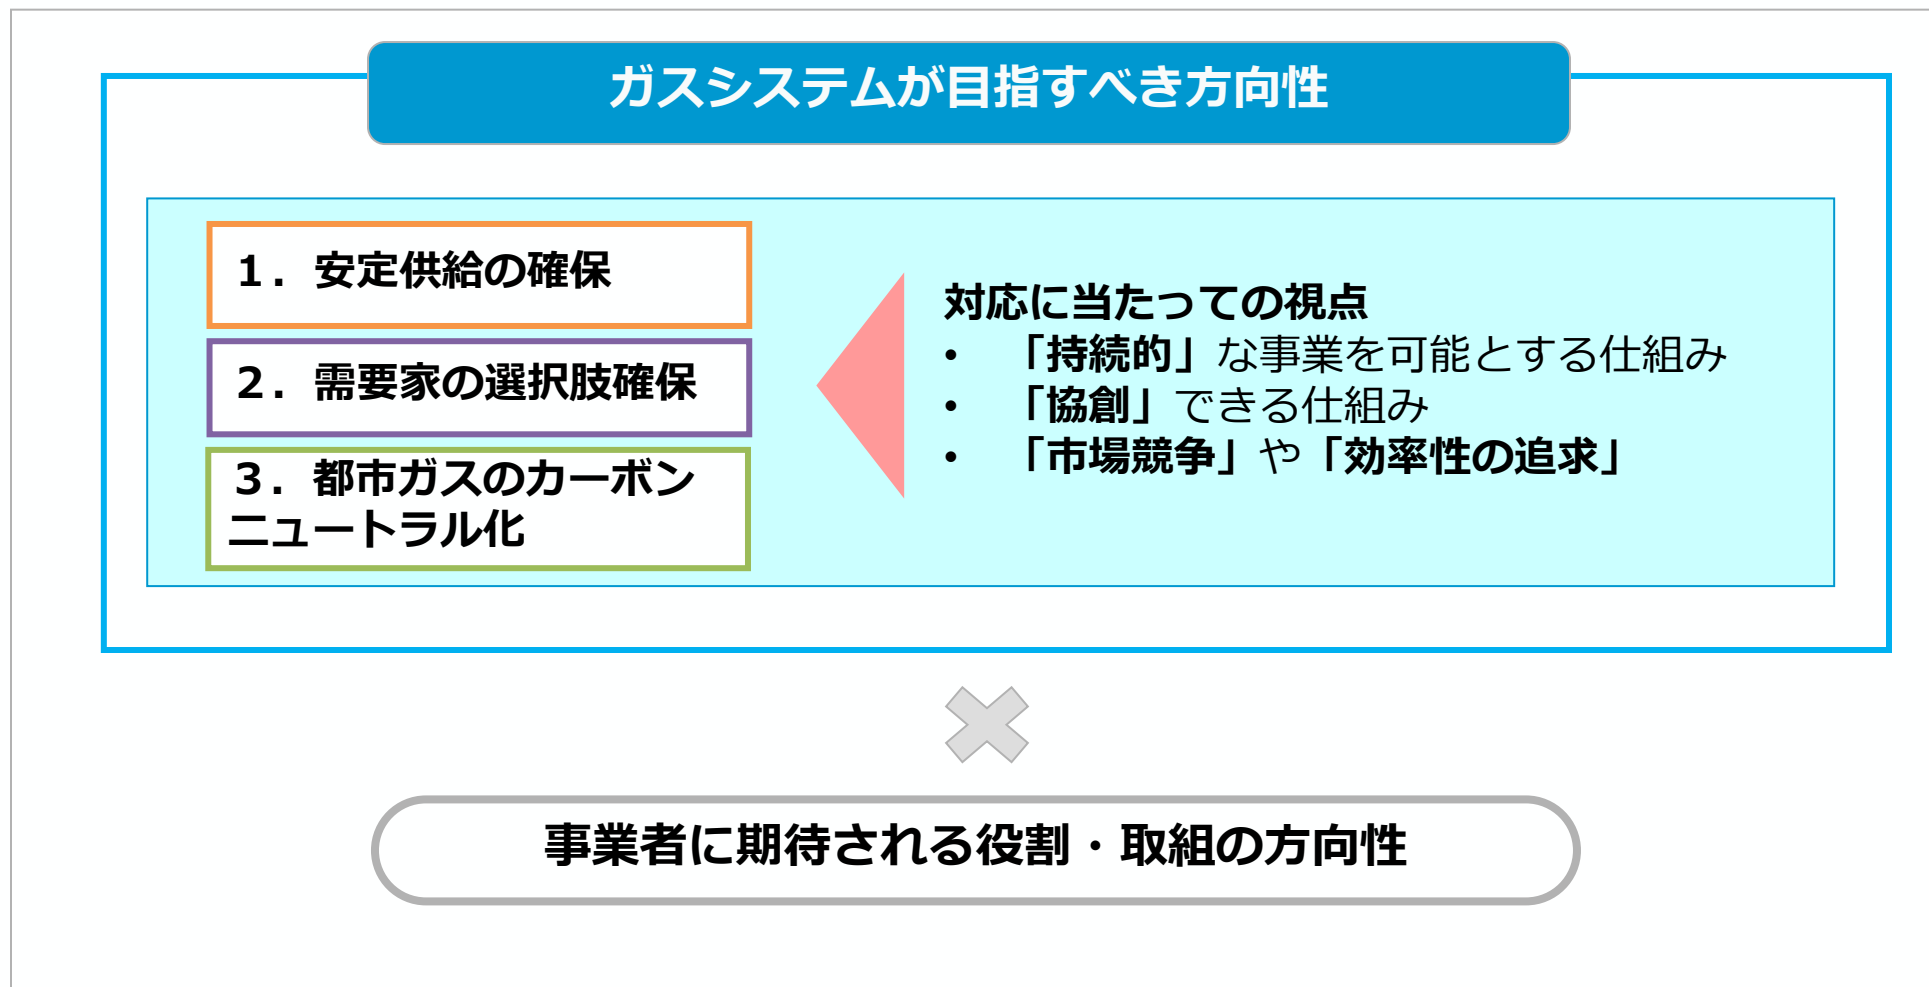 ガスシステムが目指すべき方向性
１．安定供給の確保
２．需要家の選択肢確保
３．都市ガスのカーボン
ニュートラル化
対応に当たっての視点
• 「持続的」な事業を可能とする仕組み
• 「協創」できる仕組み
• 「市場競争」や「効率性の追求」
事業者に期待される役割・取組の方向性